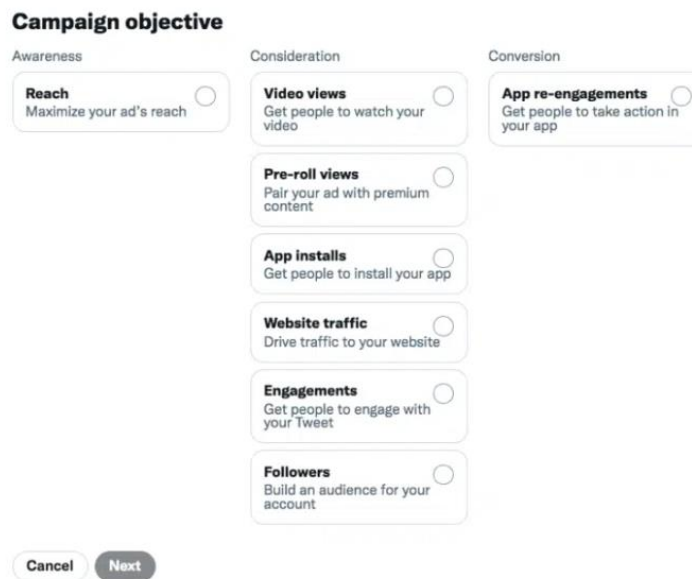 Campaign objective
Awareness
Consideration
Conversion
Reach
Maximize your ad's reach
Video views
Get people to watch your
video
App re-engagements
Get people to take action in
your app
Pre-roll views
Pair your ad with premium
content
App installs
Get people to install your app
Website traffic
Drive traffic to your website
Engagements
Get people to engage with
your Tweet
Followers
Build an audience for your
account
Cancel
Next